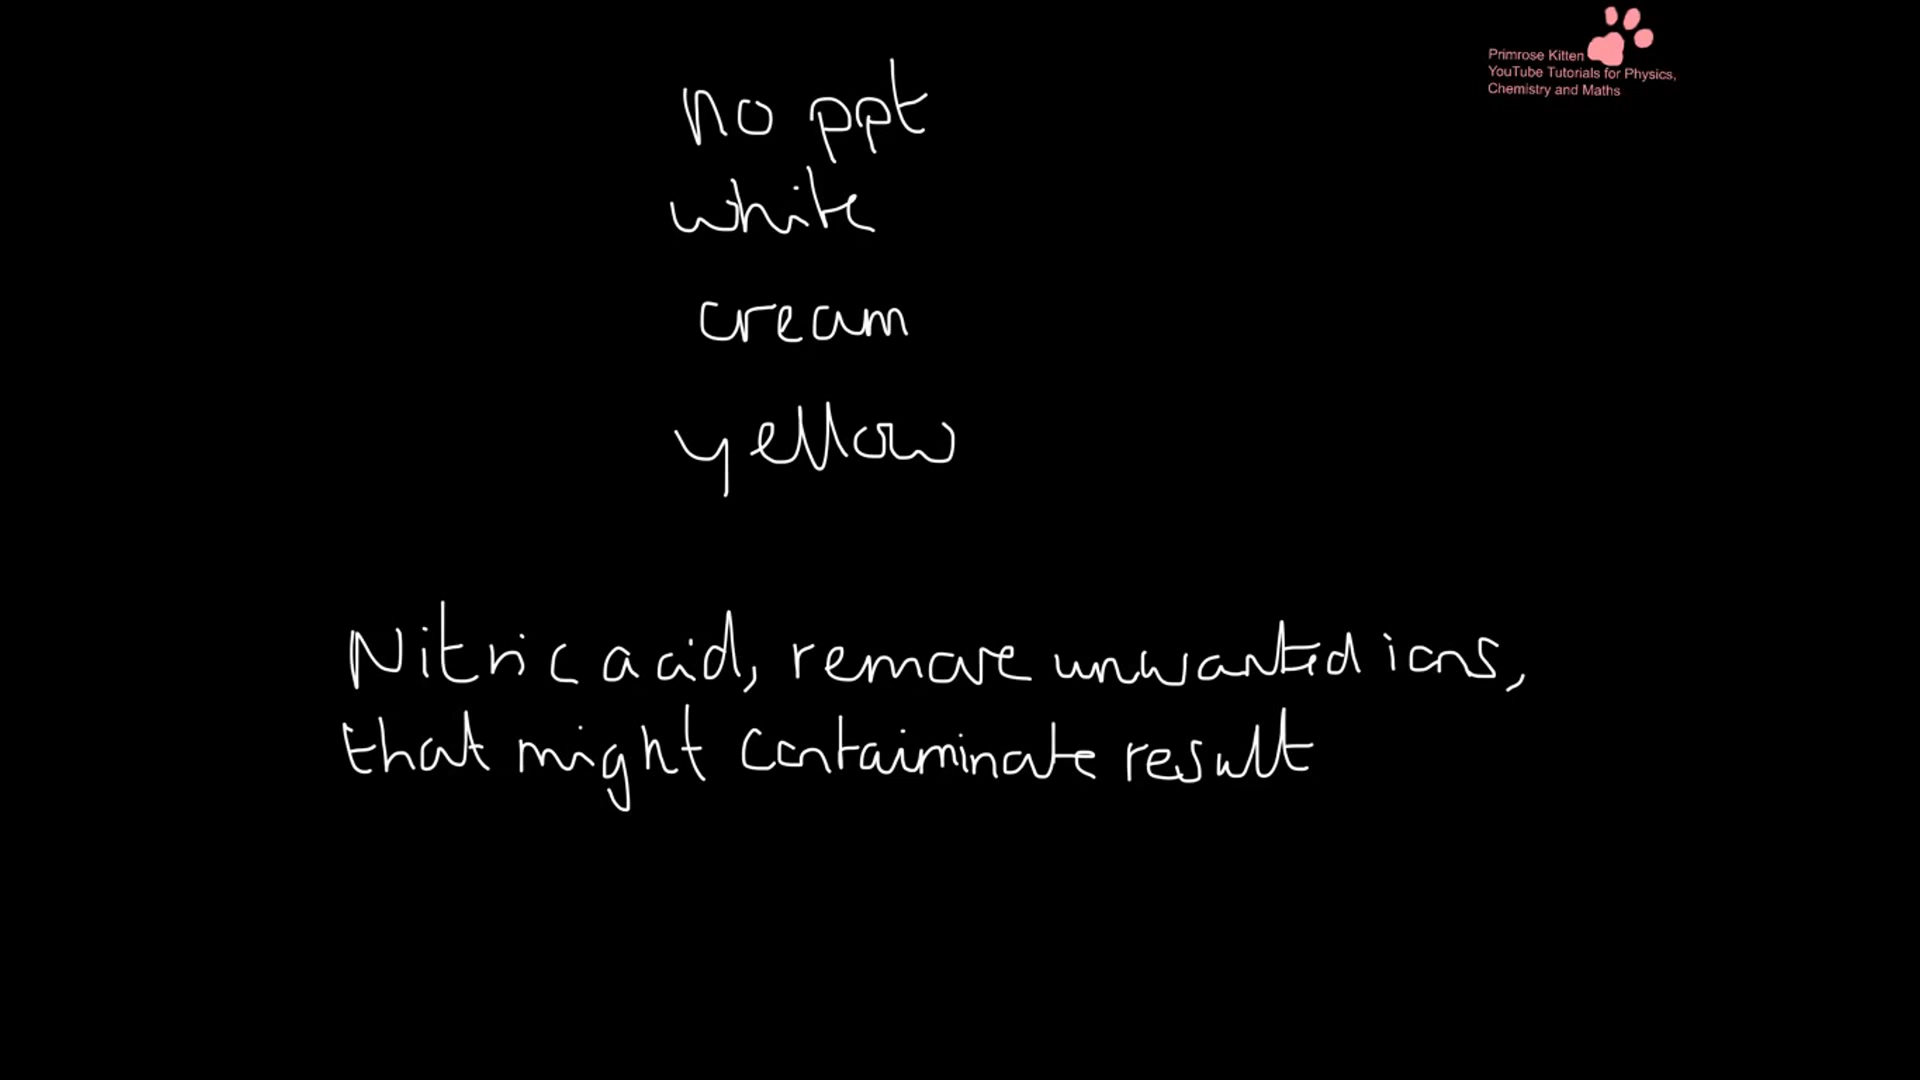 Primrose Kitten
YouTube Tutorials for Physics,
Chemistry and Maths
no ppt
white
cream
yellow
Nitric acid, remove unwanted ions,
that might contaiminate result